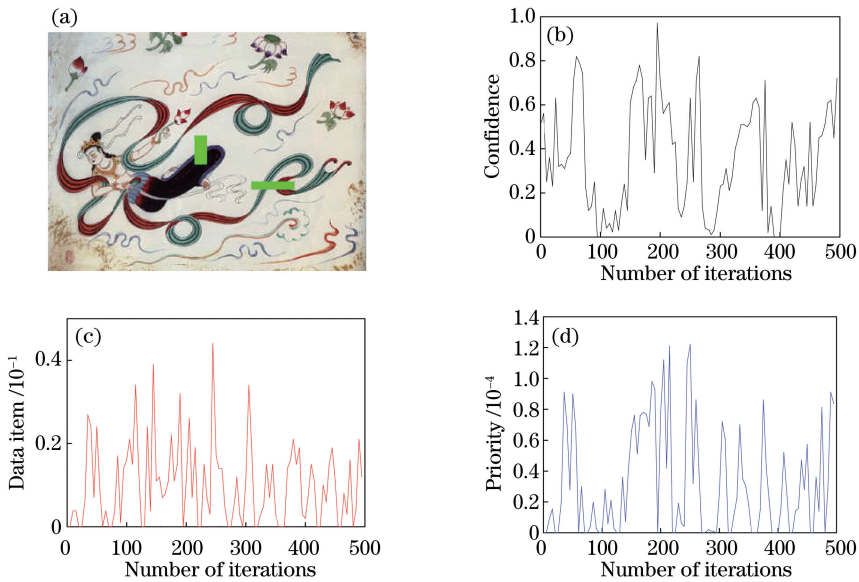 (a)
(b)
Confidence
1.0
0.8
0.6
0.4
0.2
0
0 100 200 300 400 500
Number of iterations
(c)
Data item /10⁻¹
0.4
0.2
0
0 100 200 300 400 500
Number of iterations
(d)
Priority /10⁻⁴
1.4
1.2
1.0
0.8
0.6
0.4
0.2
0
0 100 200 300 400 500
Number of iterations